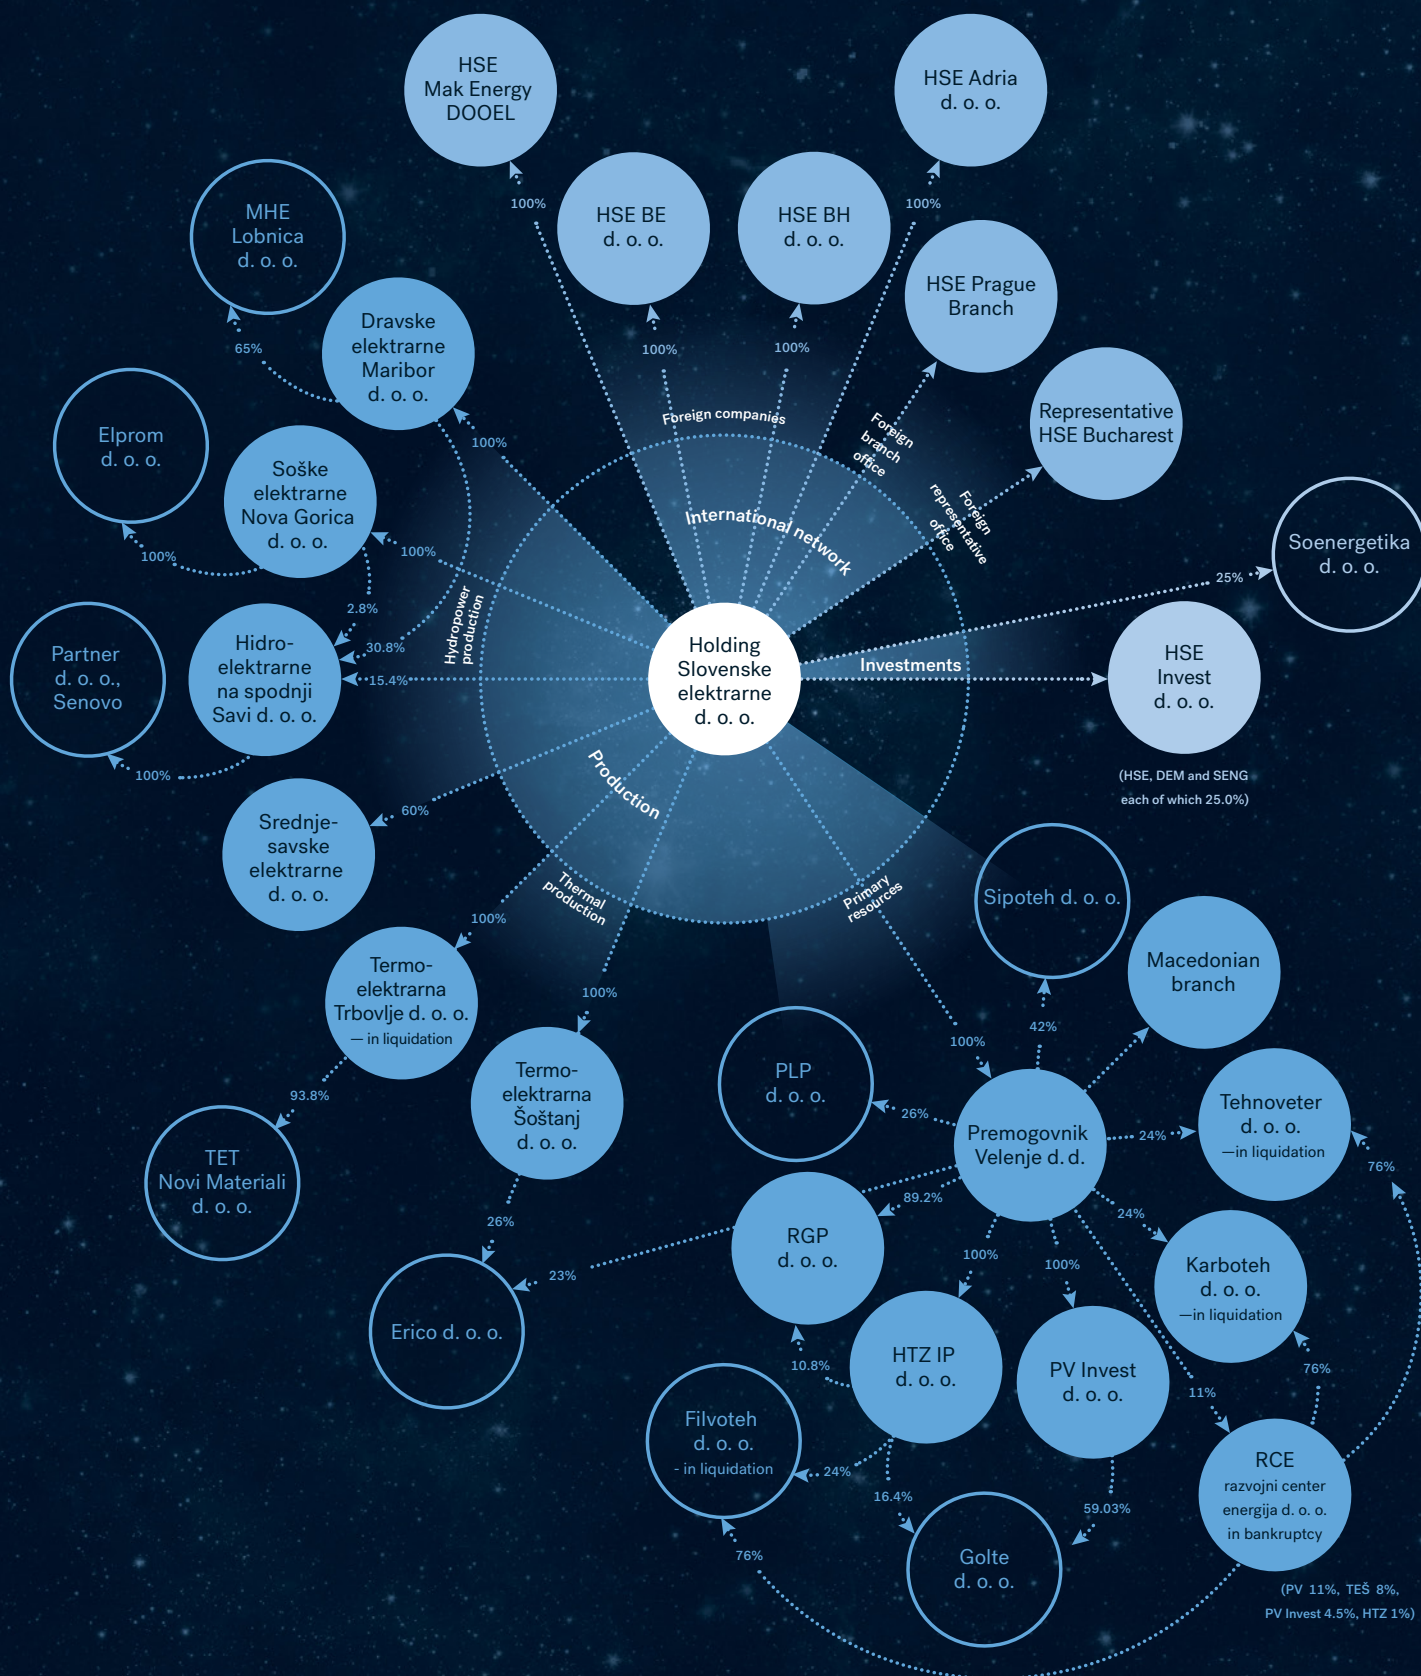 HSE
Mak Energy
DOOEL
HSE Adria
d. o. o.
100%
100%
HSE BE
d. o. o.
HSE BH
d. o. o.
MHE
Lobnica
d. o. o.
HSE Prague
Branch
65%
Dravske
elektrarne
Maribor
d. o. o.
100%
100%
Representative
HSE Bucharest
Foreign companies
Foreign
branch
office
Elprom
d. o. o.
100%
Soške
elektrarne
Nova Gorica
d. o. o.
International network
Foreign
representative
office
100%
100%
Soenergetika
d. o. o.
25%
2.8%
30.8%
15.4%
Hydropower
production
Partner
d. o. o.,
Senovo
Hidro-
elektrarne
na spodnji
Savi d. o. o.
Holding
Slovenske
elektrarne
d. o. o.
Investments
HSE
Invest
d. o. o.
(HSE, DEM and SENG
each of which 25.0%)
100%
Production
60%
Srednje-
savske
elektrarne
d. o. o.
Thermal
production
Primary
resources
Sipoteh d. o. o.
100%
Termo-
elektrarna
Trbovlje d. o. o.
— in liquidation
100%
Macedonian
branch
42%
100%
93.8%
Termo-
elektrarna
Šoštanj
d. o. o.
PLP
d. o. o.
26%
Premogovnik
Velenje d. d.
24%
Tehnoveter
d. o. o.
—in liquidation
76%
TET
Novi Materiali
d. o. o.
89.2%
24%
26%
RGP
d. o. o.
100%
100%
23%
Karboteh
d. o. o.
—in liquidation
Erico d. o. o.
10.8%
HTZ IP
d. o. o.
PV Invest
d. o. o.
76%
11%
Filvoteh
d. o. o.
- in liquidation
24%
16.4%
59.03%
RCE
razvojni center
energija d. o. o.
in bankruptcy
76%
Golte
d. o. o.
(PV 11%, TEŠ 8%,
PV Invest 4.5%, HTZ 1%)